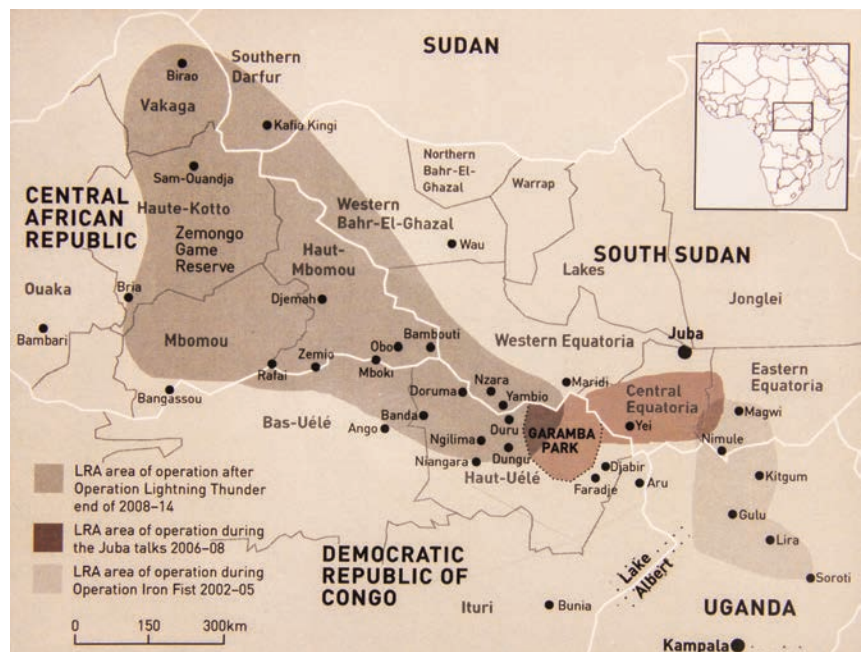 SUDAN
Southern
Darfur
Birao
Vakaga
Kafia Kingi
Northern
Bahr-El-
Ghazal
Warrap
Sam-Ouandja
CENTRAL
AFRICAN
REPUBLIC
Haute-Kotto
Western
Bahr-El-Ghazal
Zemongo
Game
Reserve
Haut-
Mbomou
Wau
SOUTH SUDAN
Lakes
Ouaka
Bria
Djemah
Jonglei
Bambari
Mbomou
Obo
Bambouti
Western Equatoria
Juba
Zemio
Rafai
Mboki
Eastern
Equatoria
Bangassou
Doruma
Nzara
Yambio
Maridi
Central
Equatoria
Magwi
Bas-Uélé
Banda
Ango
Duru
GARAMBA
PARK
Yei
Nimule
Ngilima
Dungu
Niangara
Haut-Uélé
Djabir
Faradje
Aru
Kitgum
LRA area of operation after
Operation Lightning Thunder
end of 2008–14
Gulu
LRA area of operation during
the Juba talks 2006–08
Lira
DEMOCRATIC
REPUBLIC OF
CONGO
Lake
Albert
LRA area of operation during
Operation Iron Fist 2002–05
Soroti
Ituri
Bunia
UGANDA
0 150 300km
Kampala